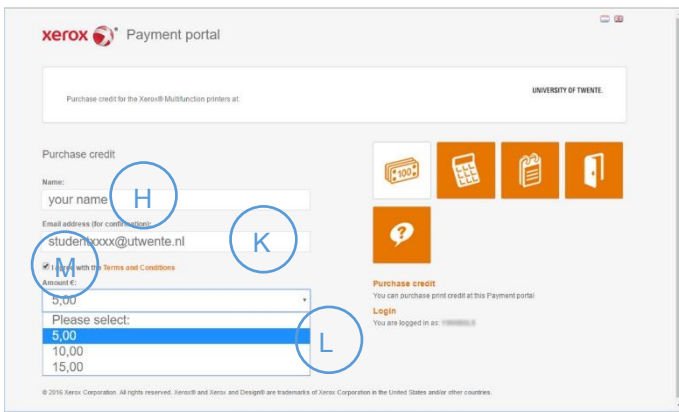 xerox Payment portal
Purchase credit for the Xerox® Multifunction printers at:
UNIVERSITY OF TWENTE.
Purchase credit
Name:
your name H
Email address (for confirmation):
studentxxxx@utwente.nl K
M
I agree with the Terms and Conditions
Amount €:
5,00
Please select:
5,00
10,00
15,00
L
100
?
Purchase credit
You can purchase print credit at this Payment portal
Login
You are logged in as:
© 2016 Xerox Corporation. All rights reserved. Xerox® and Xerox and Design® are trademarks of Xerox Corporation in the United States and/or other countries.